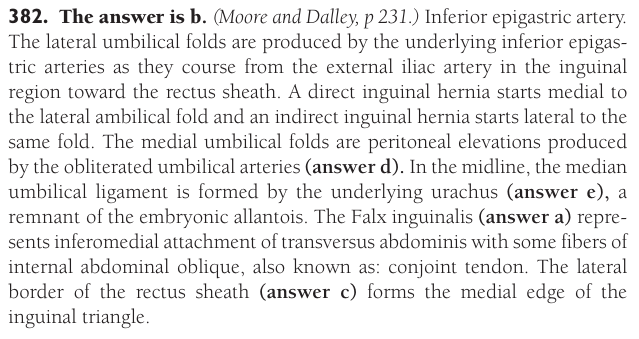 382. The answer is b. (Moore and Dalley, p 231.) Inferior epigastric artery.
The lateral umbilical folds are produced by the underlying inferior epigas-
tric arteries as they course from the external iliac artery in the inguinal
region toward the rectus sheath. A direct inguinal hernia starts medial to
the lateral ambilical fold and an indirect inguinal hernia starts lateral to the
same fold. The medial umbilical folds are peritoneal elevations produced
by the obliterated umbilical arteries (answer d). In the midline, the median
umbilical ligament is formed by the underlying urachus (answer e), a
remnant of the embryonic allantois. The Falx inguinalis (answer a) repre-
sents inferomedial attachment of transversus abdominis with some fibers of
internal abdominal oblique, also known as: conjoint tendon. The lateral
border of the rectus sheath (answer c) forms the medial edge of the
inguinal triangle.